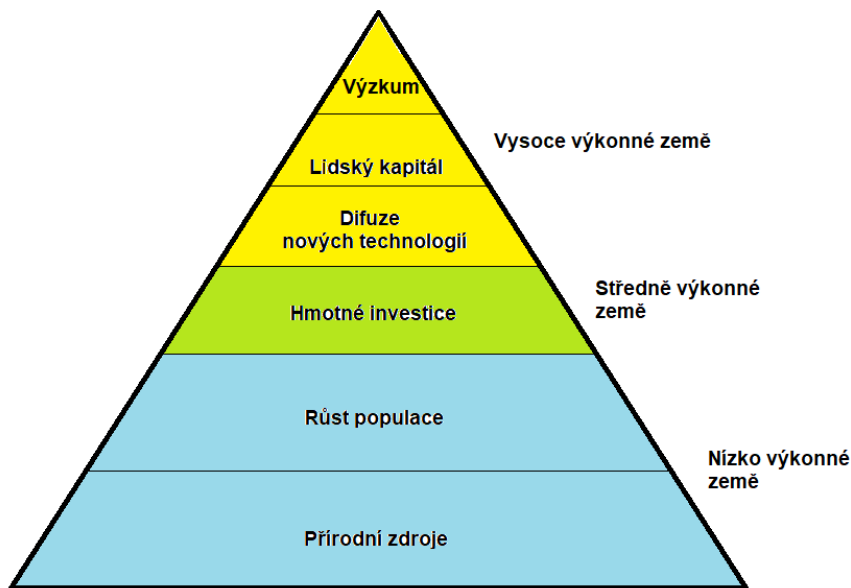 Výzkum
Vysoce výkonné země
Lidský kapitál
Difuze
nových technologií
Středně výkonné
země
Hmotné investice
Růst populace
Nízko výkonné
země
Přírodní zdroje